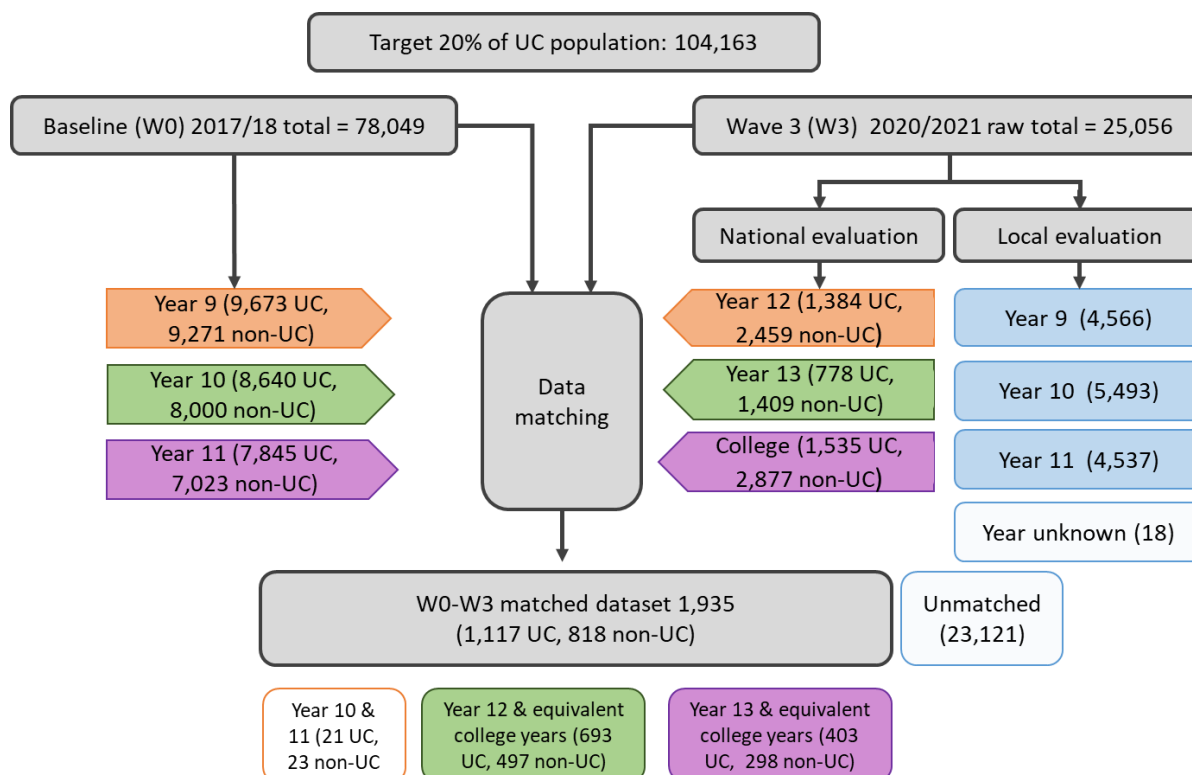 Target 20% of UC population: 104,163
Baseline (W0) 2017/18 total = 78,049
Wave 3 (W3)  2020/2021 raw total = 25,056
National evaluation
Local evaluation
Year 9 (9,673 UC,
9,271 non-UC)
Year 10 (8,640 UC,
8,000 non-UC)
Year 11 (7,845 UC,
7,023 non-UC)
Data
matching
Year 12 (1,384 UC,
2,459 non-UC)
Year 13 (778 UC,
1,409 non-UC)
College (1,535 UC,
2,877 non-UC)
Year 9  (4,566)
Year 10  (5,493)
Year 11  (4,537)
Year unknown (18)
W0-W3 matched dataset 1,935
(1,117 UC, 818 non-UC)
Unmatched
(23,121)
Year 10 &
11 (21 UC,
23 non-UC
Year 12 & equivalent
college years (693
UC, 497 non-UC)
Year 13 & equivalent
college years (403
UC,  298 non-UC)